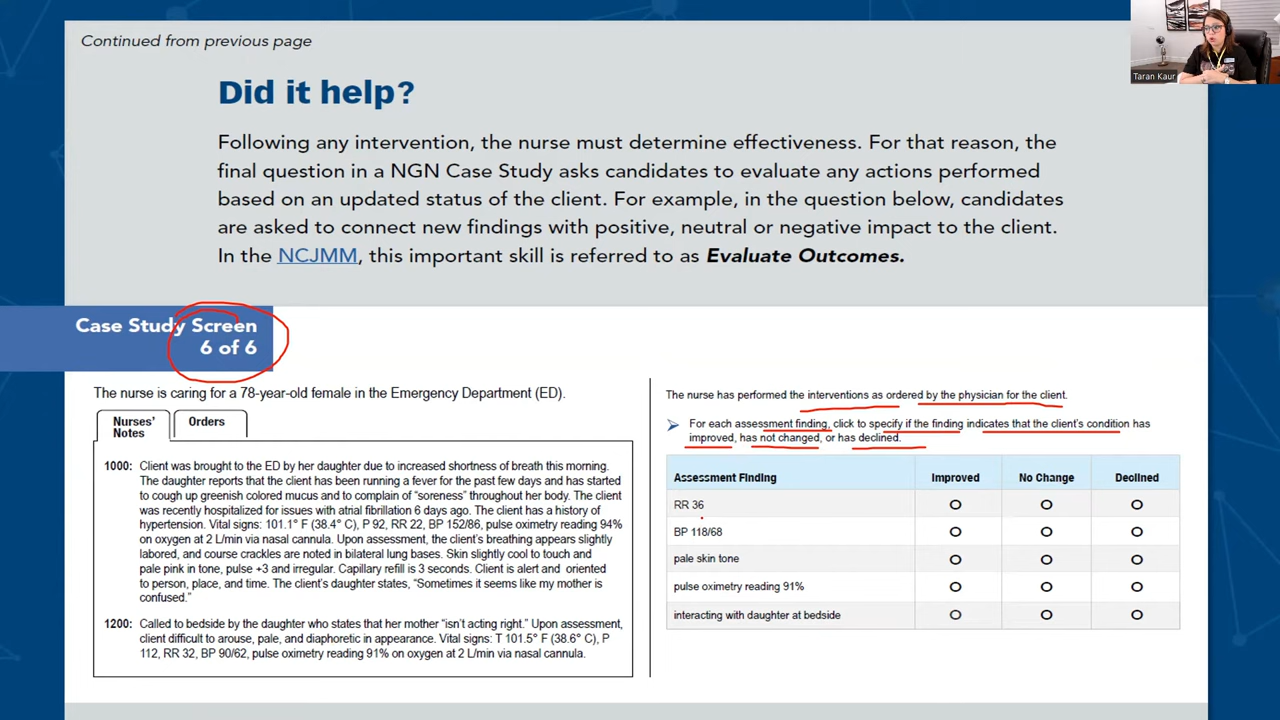 Taran Kaur
Continued from previous page
Did it help?
Following any intervention, the nurse must determine effectiveness. For that reason, the
final question in a NGN Case Study asks candidates to evaluate any actions performed
based on an updated status of the client. For example, in the question below, candidates
are asked to connect new findings with positive, neutral or negative impact to the client.
In the NCJMM, this important skill is referred to as Evaluate Outcomes.
Case Study Screen
6 of 6
The nurse is caring for a 78-year-old female in the Emergency Department (ED).
Nurses'
Notes
Orders
1000: Client was brought to the ED by her daughter due to increased shortness of breath this morning.
The daughter reports that the client has been running a fever for the past few days and has started
to cough up greenish colored mucus and to complain of "soreness" throughout her body. The client
was recently hospitalized for issues with atrial fibrillation 6 days ago. The client has a history of
hypertension. Vital signs: 101.1° F (38.4° C), P 92, RR 22, BP 152/86, pulse oximetry reading 94%
on oxygen at 2 L/min via nasal cannula. Upon assessment, the client's breathing appears slightly
labored, and course crackles are noted in bilateral lung bases. Skin slightly cool to touch and
pale pink in tone, pulse +3 and irregular. Capillary refill is 3 seconds. Client is alert and oriented
to person, place, and time. The client's daughter states, "Sometimes it seems like my mother is
confused."
1200: Called to bedside by the daughter who states that her mother "isn't acting right." Upon assessment,
client difficult to arouse, pale, and diaphoretic in appearance. Vital signs: T 101.5° F (38.6° C), P
112, RR 32, BP 90/62, pulse oximetry reading 91% on oxygen at 2 L/min via nasal cannula.
The nurse has performed the interventions as ordered by the physician for the client.
For each assessment finding, click to specify if the finding indicates that the client's condition has
improved, has not changed, or has declined.
Assessment Finding Improved No Change Declined
RR 36
BP 118/68
pale skin tone
pulse oximetry reading 91%
interacting with daughter at bedside